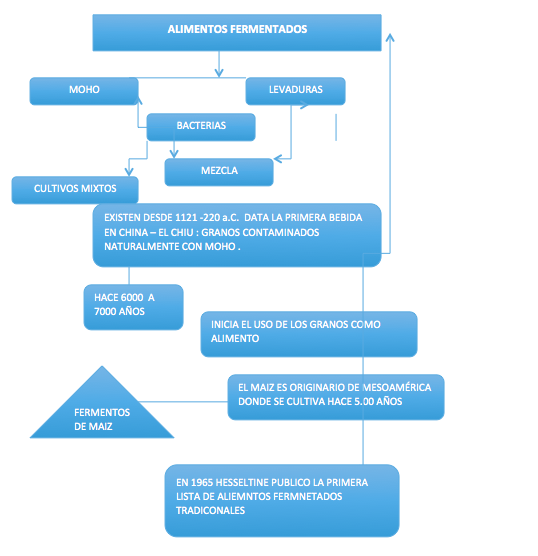 ALIMENTOS FERMENTADOS
MOHO
LEVADURAS
BACTERIAS
MEZCLA
CULTIVOS MIXTOS
EXISTEN DESDE 1121 -220 a.C. DATA LA PRIMERA BEBIDA
EN CHINA – EL CHIU : GRANOS CONTAMINADOS
NATURALMENTE CON MOHO .
HACE 6000 A
7000 AÑOS
INICIA EL USO DE LOS GRANOS COMO
ALIMENTO
EL MAIZ ES ORIGINARIO DE MESOAMÉRICA
DONDE SE CULTIVA HACE 5.00 AÑOS
FERMENTOS
DE MAIZ
EN 1965 HESSELTINE PUBLICO LA PRIMERA
LISTA DE ALIEMNTOS FERMNETADOS
TRADICONALES